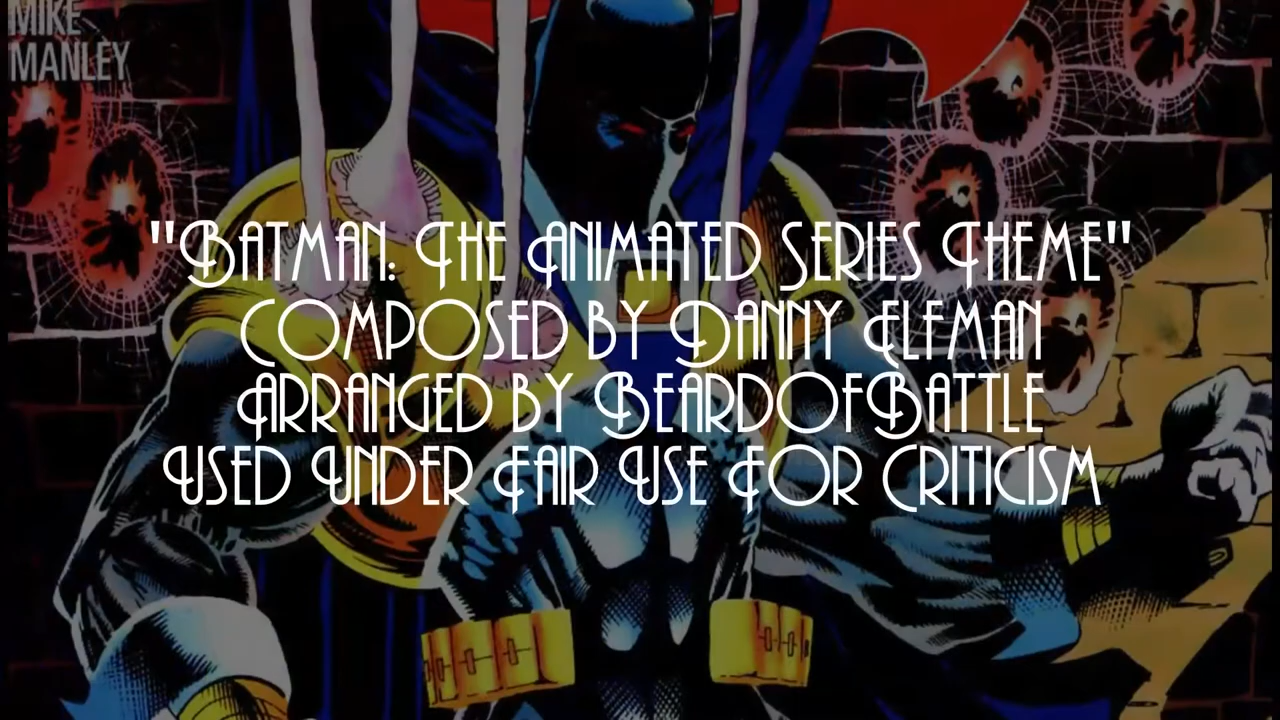 MIKE
MANLEY
"Batman: The Animated Series Theme"
Composed by Danny Elfman
Arranged by BeardofBattle
Used Under Fair Use For Criticism